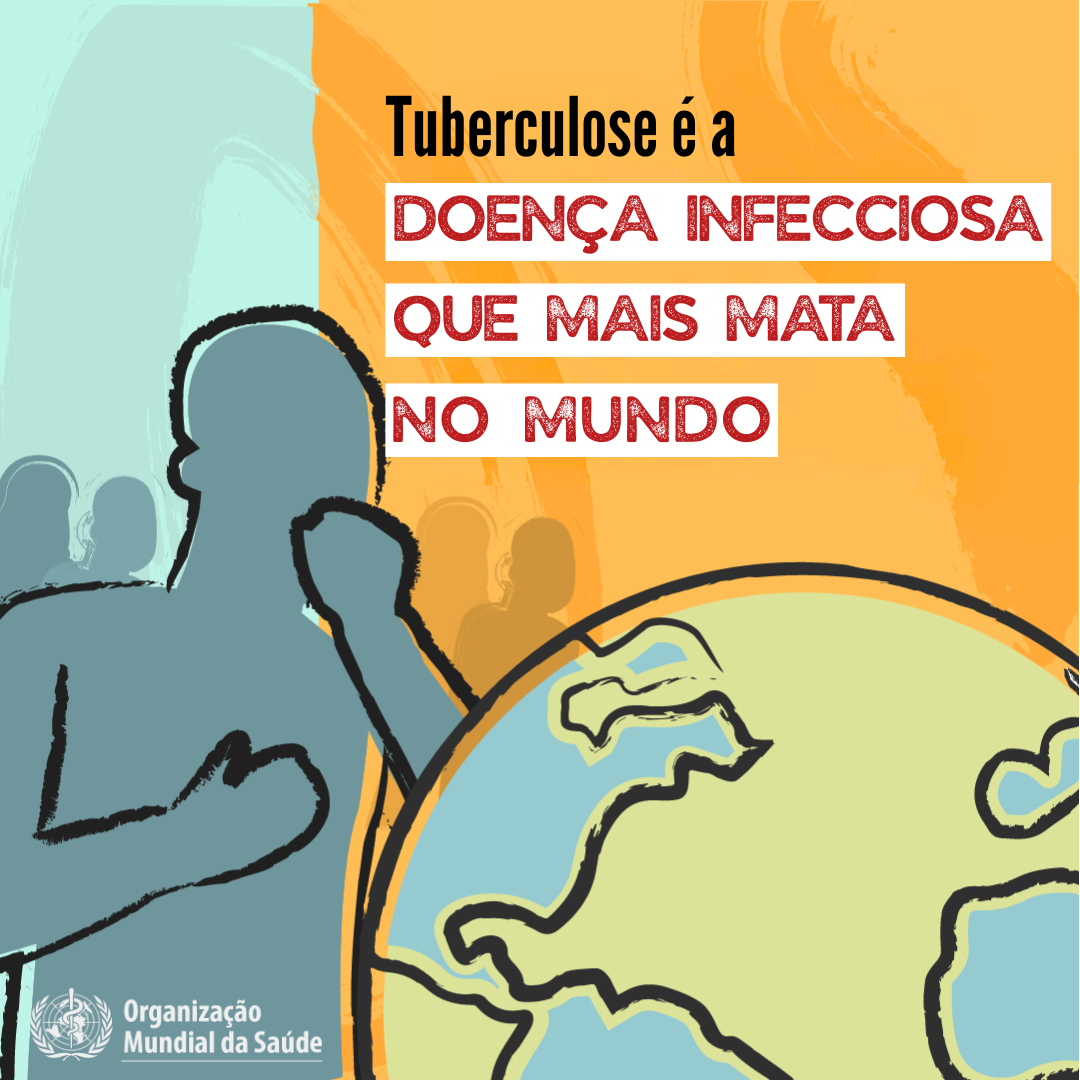 Tuberculose é a
DOENÇA INFECCIOSA
QUE MAIS MATA
NO MUNDO
Organização
Mundial da Saúde